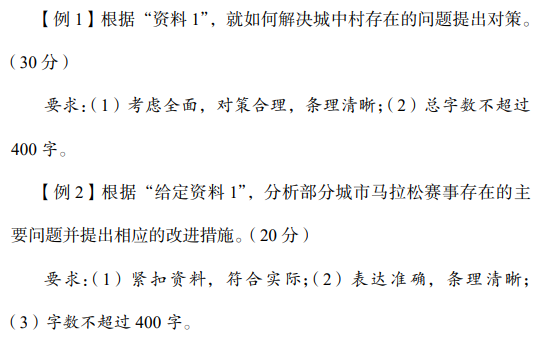 【例 1】根据“资料 1”，就如何解决城中村存在的问题提出对策。
（30 分）
要求：（1）考虑全面，对策合理，条理清晰；（2）总字数不超过
400 字。
【例 2】根据“给定资料 1”，分析部分城市马拉松赛事存在的主
要问题并提出相应的改进措施。（20 分）
要求：（1）紧扣资料，符合实际；（2）表达准确，条理清晰；
（3）字数不超过 400 字。